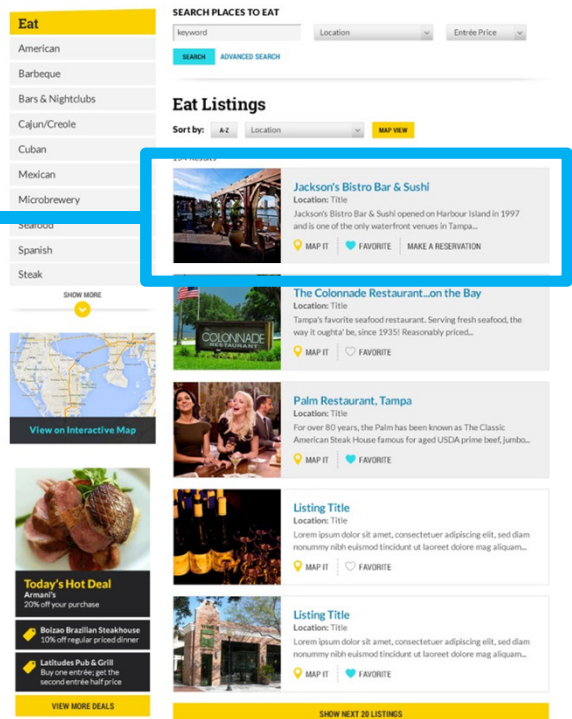 Eat
American
Barbeque
Bars & Nightclubs
Cajun/Creole
Cuban
Mexican
Microbrewery
Seafood
Spanish
Steak
SHOW MORE
View on Interactive Map
Today's Hot Deal
Armani's
20% off your purchase
Boizao Brazilian Steakhouse
10% off regular priced dinner
Latitudes Pub & Grill
Buy one entrée; get the
second entrée half price
VIEW MORE DEALS
SEARCH PLACES TO EAT
keyword
Location
Entrée Price
SEARCH
ADVANCED SEARCH
Eat Listings
Sort by:
A-Z
Location
MAP VIEW
Results
Jackson's Bistro Bar & Sushi
Location: Title
Jackson's Bistro Bar & Sushi opened on Harbour Island in 1997
and is one of the only waterfront venues in Tampa...
MAP IT FAVORITE MAKE A RESERVATION
COLONNADE
RESTAURANT
The Colonnade Restaurant...on the Bay
Location: Title
Tampa's favorite seafood restaurant. Serving fresh seafood, the
way it oughta' be, since 1935! Reasonably priced...
MAP IT FAVORITE
Palm Restaurant, Tampa
Location: Title
For over 80 years, the Palm has been known as The Classic
American Steak House famous for aged USDA prime beef, jumbo...
MAP IT FAVORITE
Listing Title
Location: Title
Lorem ipsum dolor sit amet, consectetuer adipiscing elit, sed diam
nonummy nibh euismod tincidunt ut laoreet dolore mag aliquam...
MAP IT FAVORITE
Listing Title
Location: Title
Lorem ipsum dolor sit amet, consectetuer adipiscing elit, sed diam
nonummy nibh euismod tincidunt ut laoreet dolore mag aliquam...
MAP IT FAVORITE
SHOW NEXT 20 LISTINGS